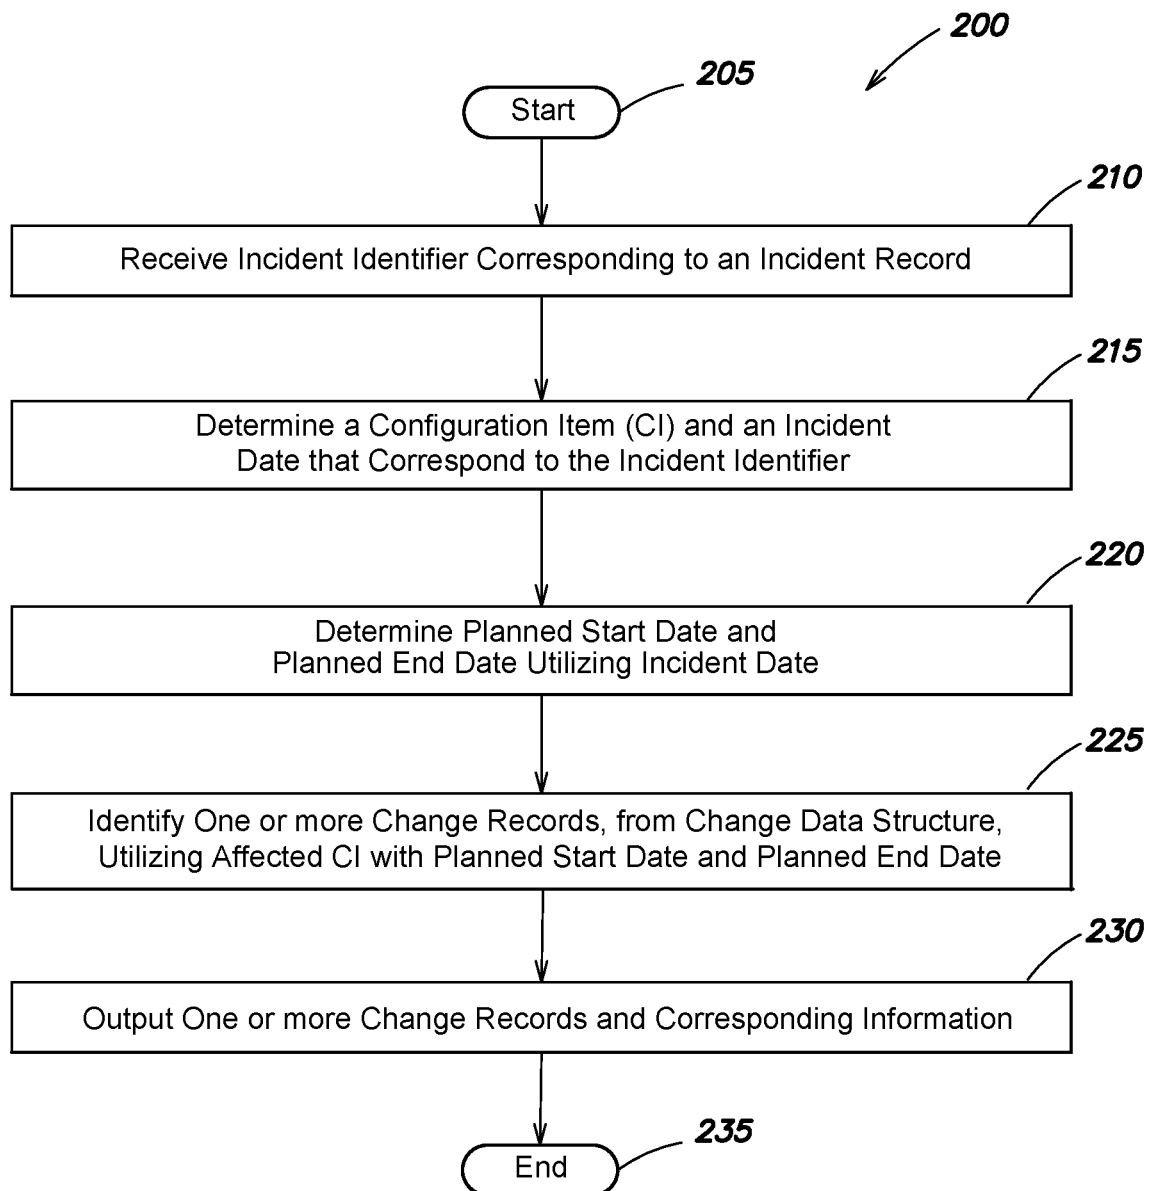 200
205
Start
210
Receive Incident Identifier Corresponding to an Incident Record
215
Determine a Configuration Item (CI) and an Incident
Date that Correspond to the Incident Identifier
220
Determine Planned Start Date and
Planned End Date Utilizing Incident Date
225
Identify One or more Change Records, from Change Data Structure,
Utilizing Affected CI with Planned Start Date and Planned End Date
230
Output One or more Change Records and Corresponding Information
235
End